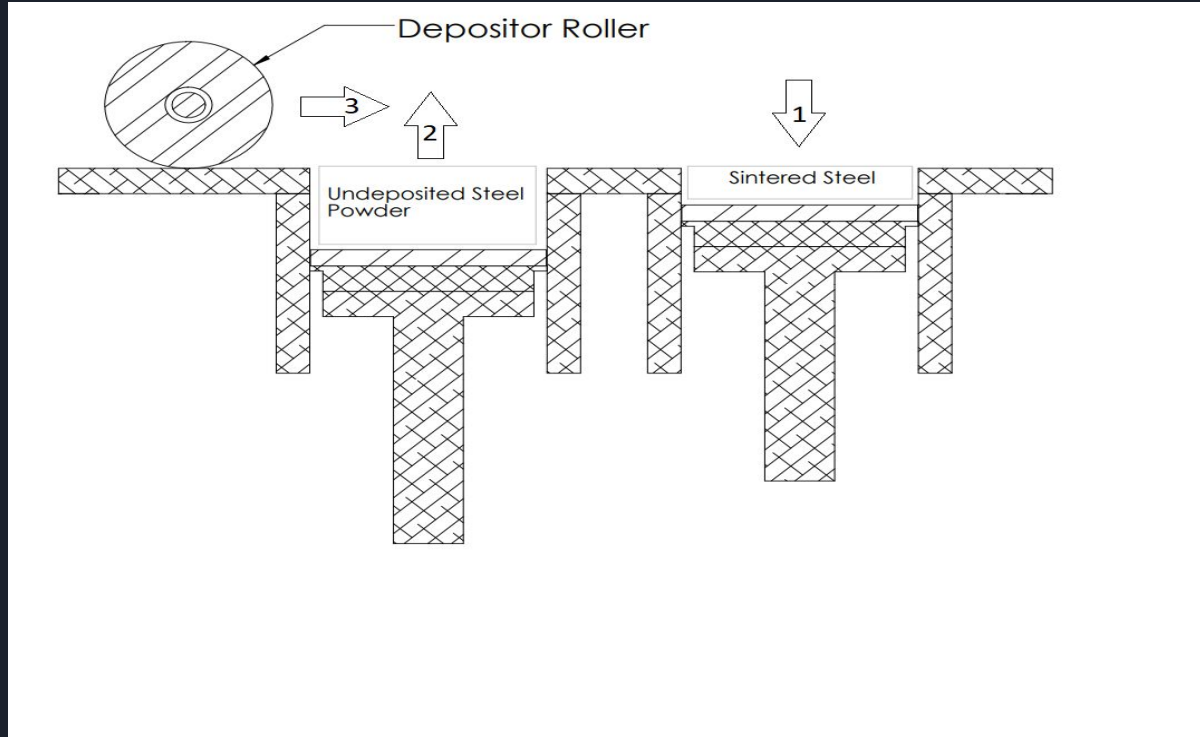 Depositor Roller
3
2
1
Undeposited Steel
Powder
Sintered Steel